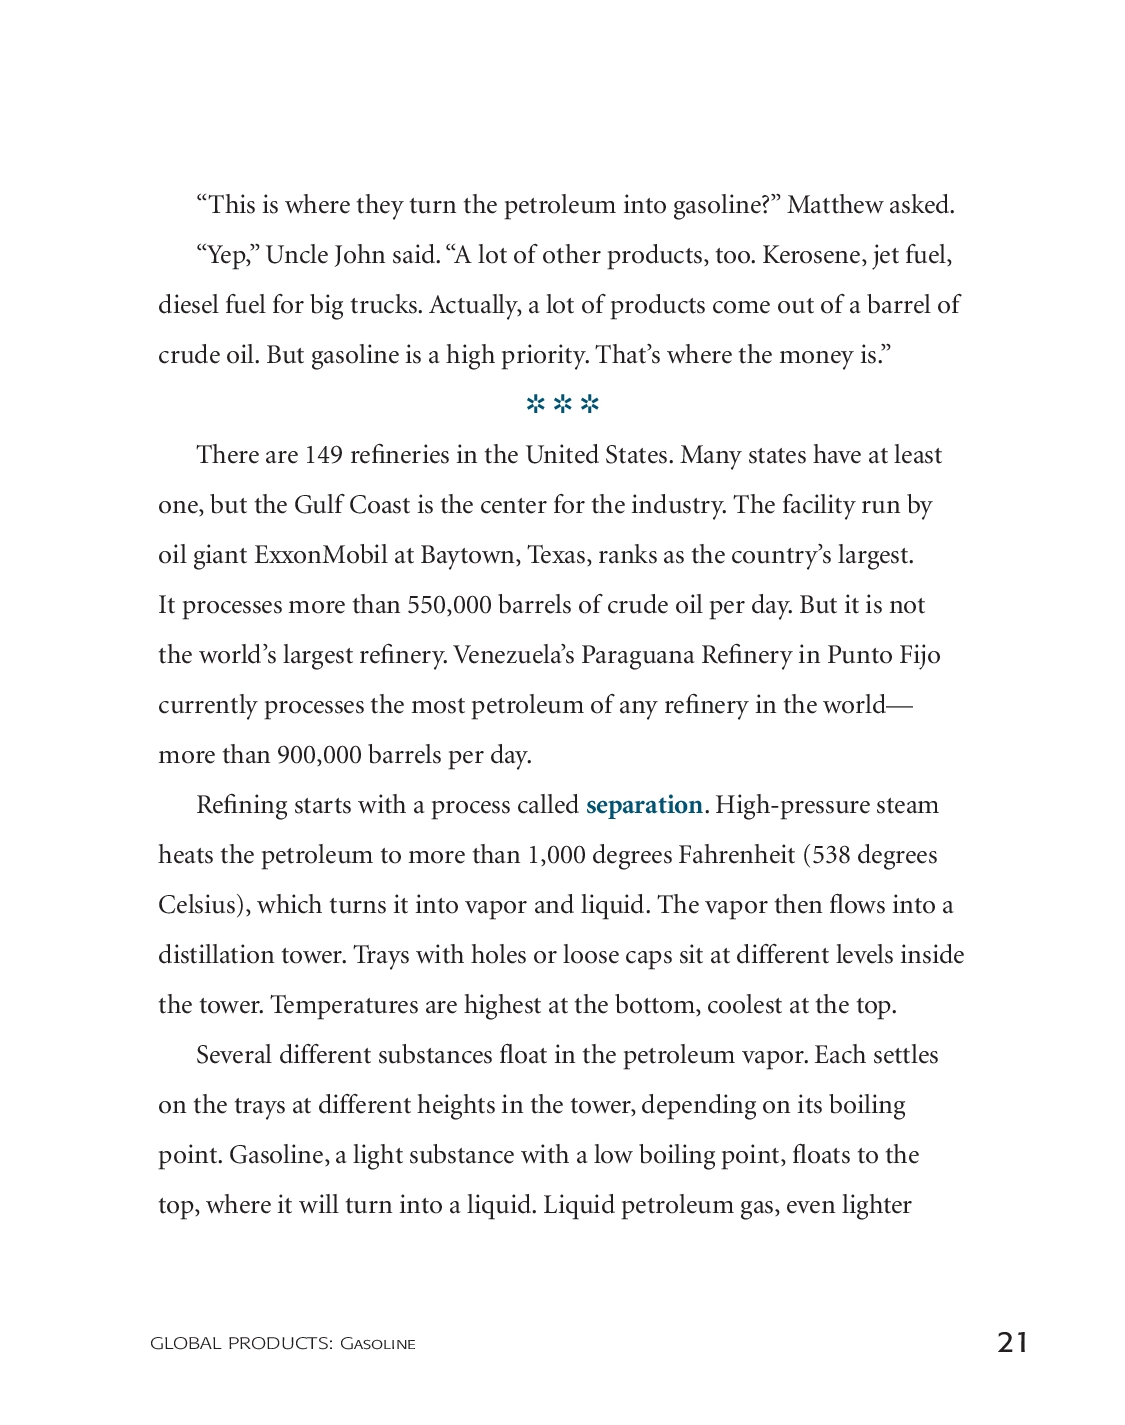 “This is where they turn the petroleum into gasoline?” Matthew asked.
“Yep,” Uncle John said. “A lot of other products, too. Kerosene, jet fuel,
diesel fuel for big trucks. Actually, a lot of products come out of a barrel of
crude oil. But gasoline is a high priority. That’s where the money is.”
✲ ✲ ✲
There are 149 refineries in the United States. Many states have at least
one, but the Gulf Coast is the center for the industry. The facility run by
oil giant ExxonMobil at Baytown, Texas, ranks as the country’s largest.
It processes more than 550,000 barrels of crude oil per day. But it is not
the world’s largest refinery. Venezuela’s Paraguana Refinery in Punto Fijo
currently processes the most petroleum of any refinery in the world—
more than 900,000 barrels per day.
Refining starts with a process called separation. High-pressure steam
heats the petroleum to more than 1,000 degrees Fahrenheit (538 degrees
Celsius), which turns it into vapor and liquid. The vapor then flows into a
distillation tower. Trays with holes or loose caps sit at different levels inside
the tower. Temperatures are highest at the bottom, coolest at the top.
Several different substances float in the petroleum vapor. Each settles
on the trays at different heights in the tower, depending on its boiling
point. Gasoline, a light substance with a low boiling point, floats to the
top, where it will turn into a liquid. Liquid petroleum gas, even lighter
GLOBAL PRODUCTS: Gasoline 21